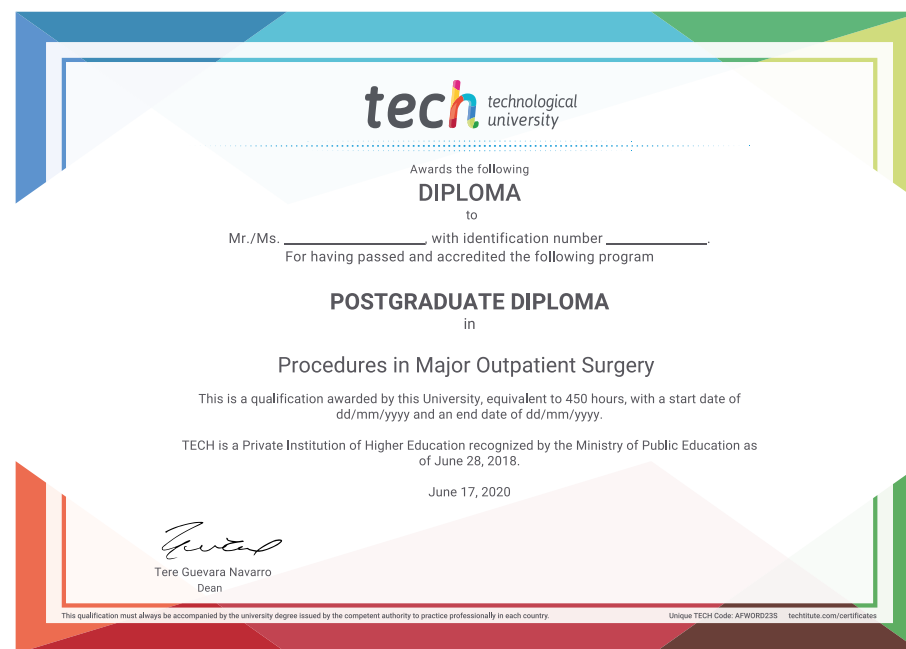 tech technological
university
Awards the following
DIPLOMA
to
Mr./Ms. ____________________, with identification number ______________.
For having passed and accredited the following program
POSTGRADUATE DIPLOMA
in
Procedures in Major Outpatient Surgery
This is a qualification awarded by this University, equivalent to 450 hours, with a start date of
dd/mm/yyyy and an end date of dd/mm/yyyy.
TECH is a Private Institution of Higher Education recognized by the Ministry of Public Education as
of June 28, 2018.
June 17, 2020
Tere Guevara Navarro
Dean
This qualification must always be accompanied by the university degree issued by the competent authority to practice professionally in each country. Unique TECH Code: AFWORD23S techtitute.com/certificates